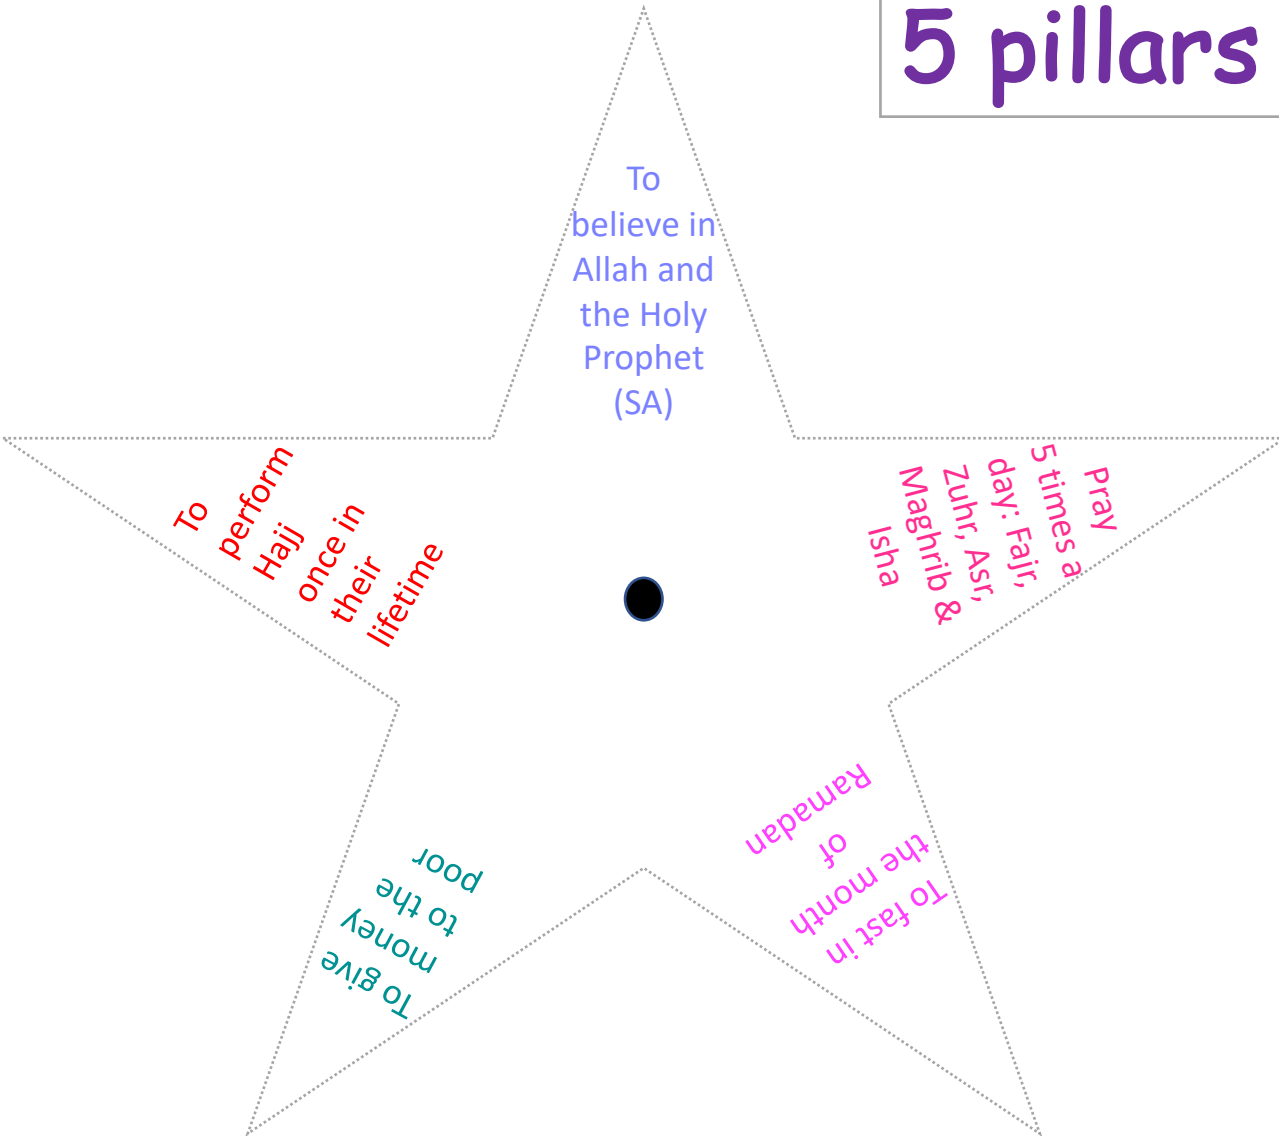 5 pillars
To
believe in
Allah and
the Holy
Prophet
(SA)
Pray
5 times a
day: Fajr,
Zuhr, Asr,
Maghrib &
Isha
To fast in
the month
of
Ramadan
To give
money
to the
poor
To
perform
Hajj
once in
their
lifetime